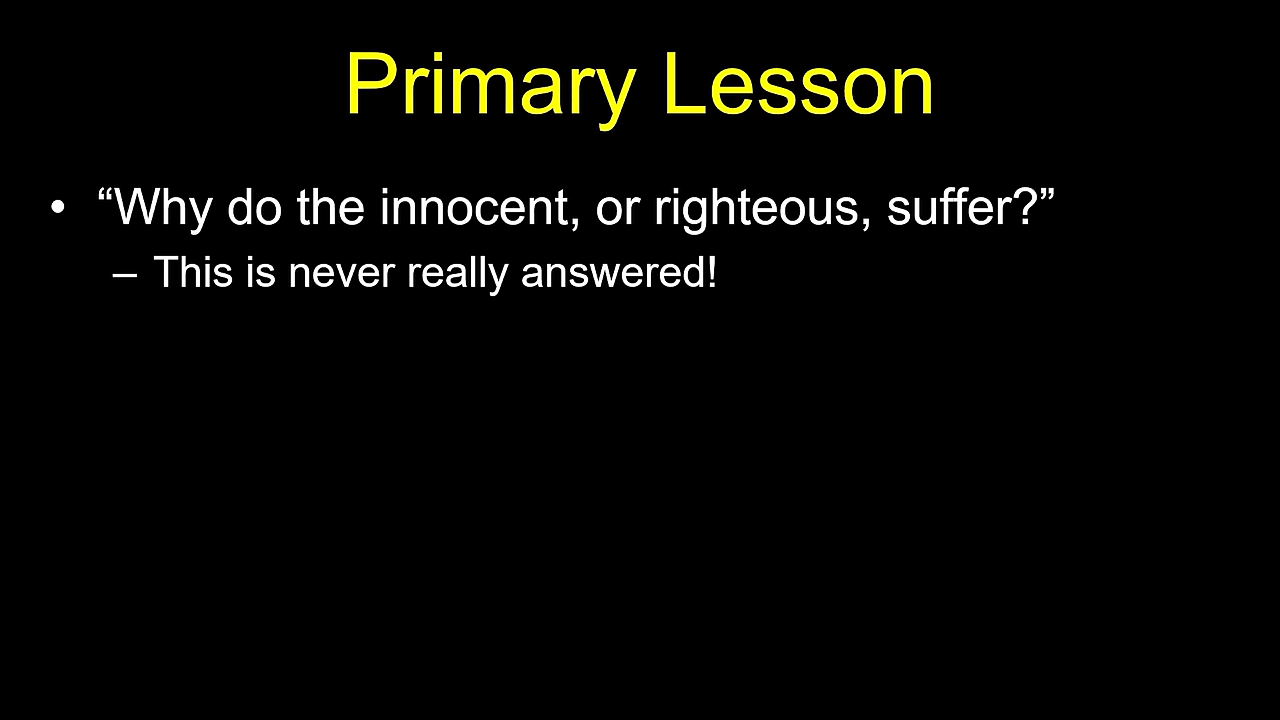 Primary Lesson
• “Why do the innocent, or righteous, suffer?”
– This is never really answered!